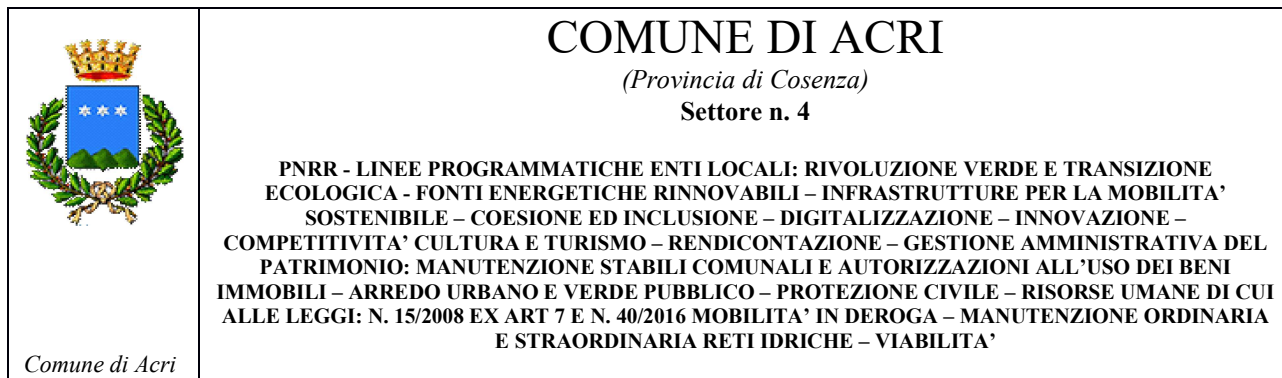 COMUNE DI ACRI
(Provincia di Cosenza)
Settore n. 4
PNRR - LINEE PROGRAMMATICHE ENTI LOCALI: RIVOLUZIONE VERDE E TRANSIZIONE
ECOLOGICA - FONTI ENERGETICHE RINNOVABILI – INFRASTRUTTURE PER LA MOBILITA’
SOSTENIBILE – COESIONE ED INCLUSIONE – DIGITALIZZAZIONE – INNOVAZIONE –
COMPETITIVITA’ CULTURA E TURISMO – RENDICONTAZIONE – GESTIONE AMMINISTRATIVA DEL
PATRIMONIO: MANUTENZIONE STABILI COMUNALI E AUTORIZZAZIONI ALL’USO DEI BENI
IMMOBILI – ARREDO URBANO E VERDE PUBBLICO – PROTEZIONE CIVILE – RISORSE UMANE DI CUI
ALLE LEGGI: N. 15/2008 EX ART 7 E N. 40/2016 MOBILITA’ IN DEROGA – MANUTENZIONE ORDINARIA
E STRAORDINARIA RETI IDRICHE – VIABILITA’
Comune di Acri